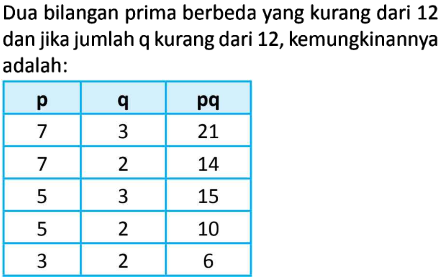 Dua bilangan prima berbeda yang kurang dari 12
dan jika jumlah q kurang dari 12, kemungkinannya
adalah:
p q pq
7 3 21
7 2 14
5 3 15
5 2 10
3 2 6